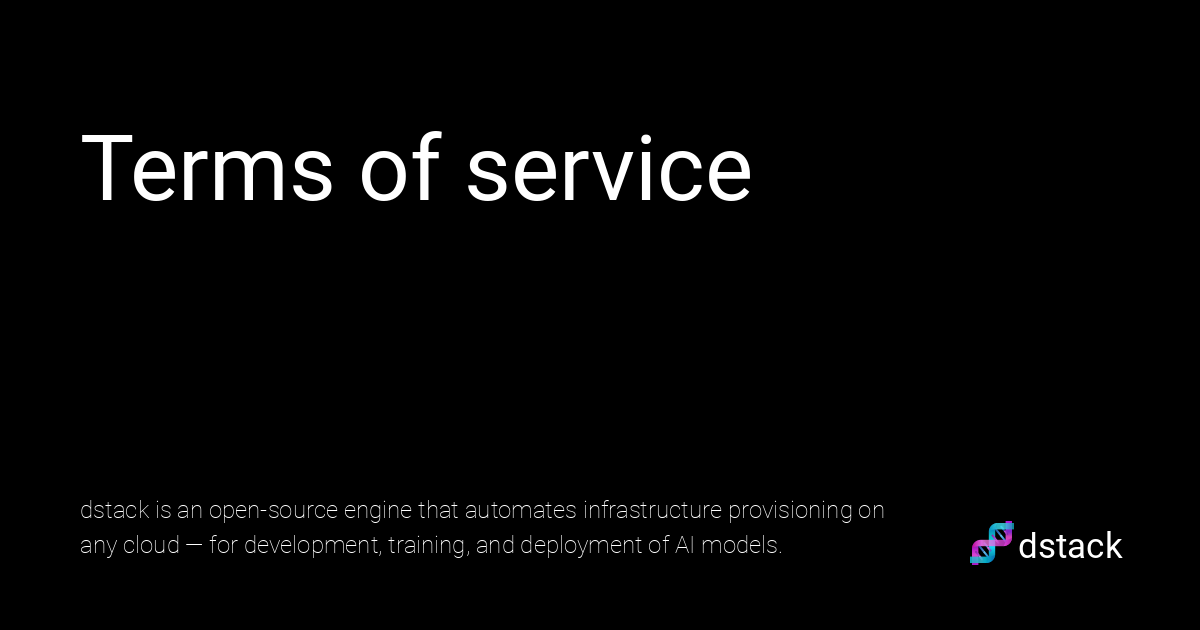 Terms of service
dstack is an open-source engine that automates infrastructure provisioning on
any cloud — for development, training, and deployment of AI models.
dstack